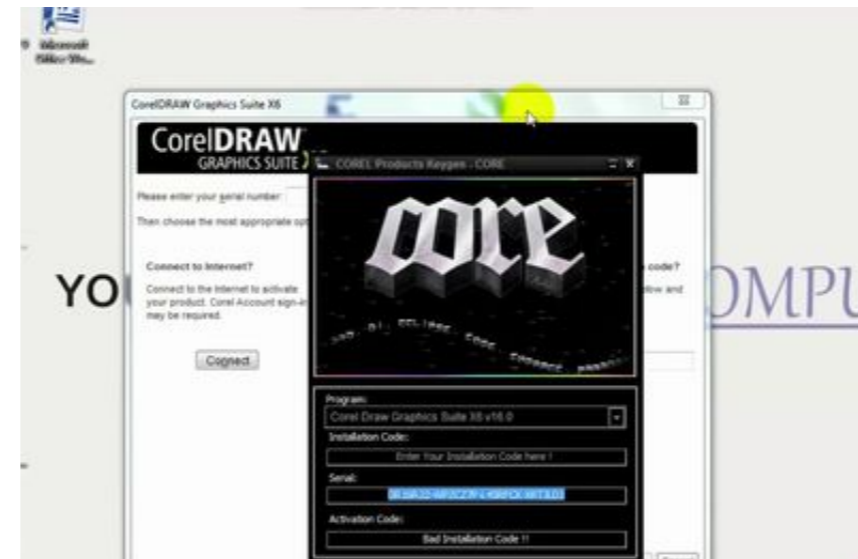 Microsoft
Office
CorelDRAW Graphics Suite X6
CorelDRAW
GRAPHICS SUITE
COREL Products Keygen - CORE
Please enter your serial number:
Then choose the most appropriate
core
Connect to Internet?
code?
Connect to the Internet to activate
and
your product. Corel Account sign-in
may be required.
YO
OMPU
Connect
Program:
Corel Draw Graphics Suite X6 v16.0
Installation Code:
Enter Your Installation Code here !
Serial:
Activation Code:
Bad Installation Code !!